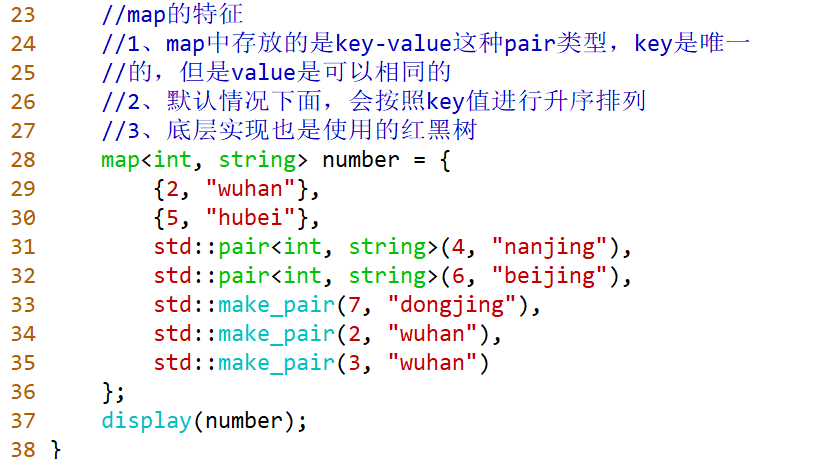 23     //map的特征
24     //1、map中存放的是key-value这种pair类型，key是唯一
25     //的，但是value是可以相同的
26     //2、默认情况下面，会按照key值进行升序排列
27     //3、底层实现也是使用的红黑树
28     map<int, string> number = {
29         {2, "wuhan"},
30         {5, "hubei"},
31         std::pair<int, string>(4, "nanjing"),
32         std::pair<int, string>(6, "beijing"),
33         std::make_pair(7, "dongjing"),
34         std::make_pair(2, "wuhan"),
35         std::make_pair(3, "wuhan")
36     };
37     display(number);
38 }